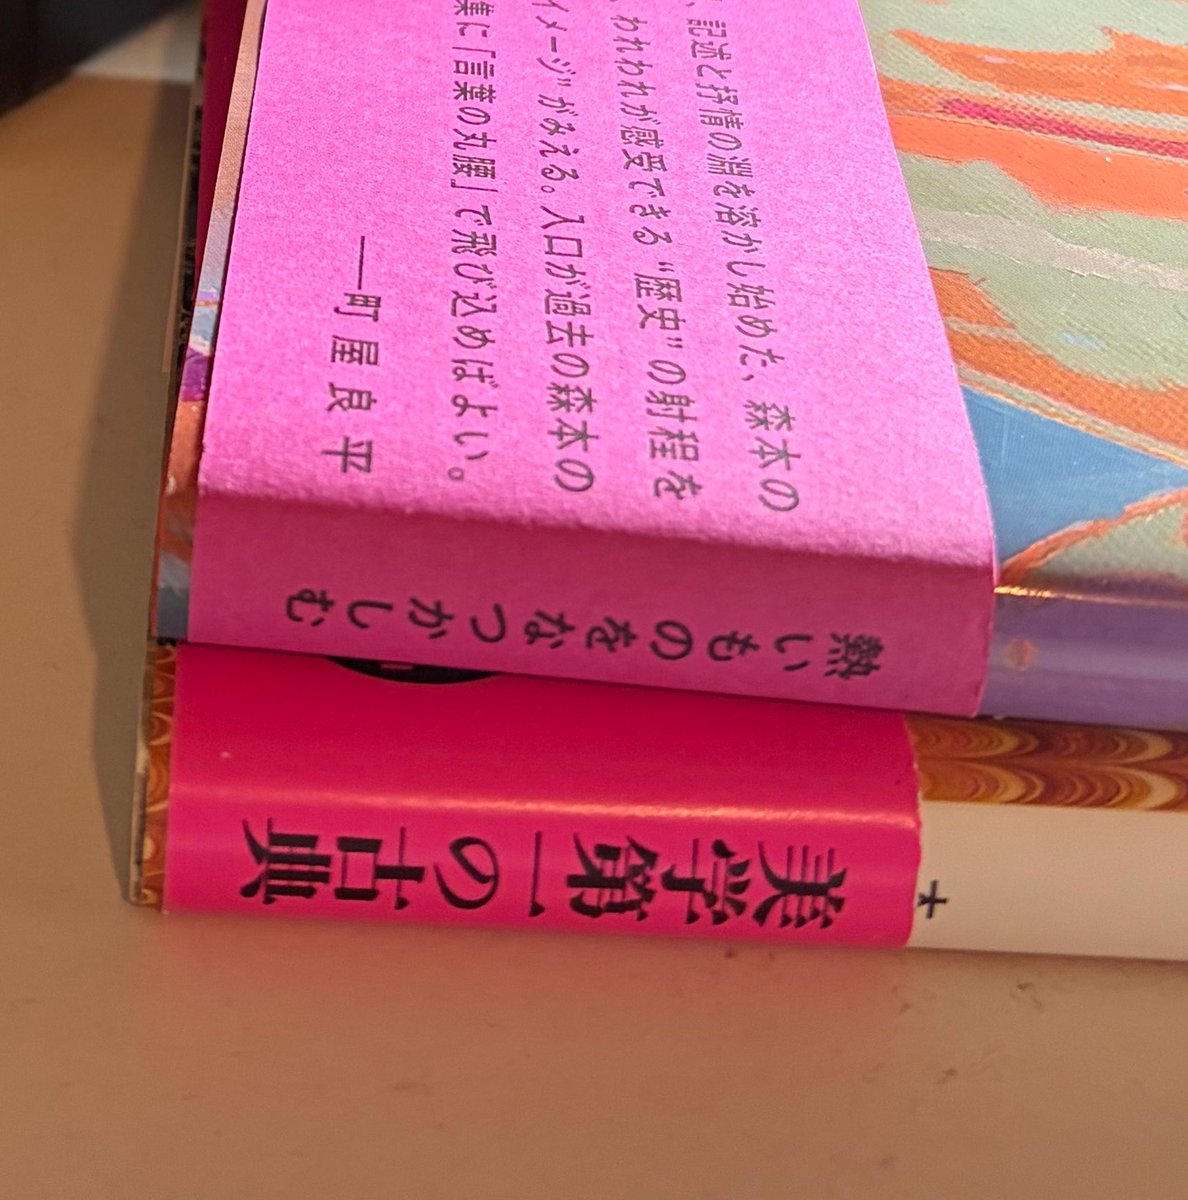 記述と抒情の淵を溶かし始めた、森本の
われわれが感受できる“歴史”の射程を
イメージ”がみえる。入口が過去の森本の
集に「言葉の丸腰」で飛び込めばよい。
──町屋良平
熱いものをなつかしむ
美学第一の古典